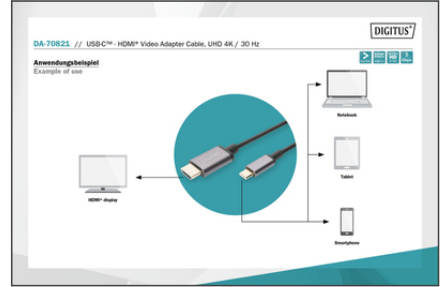 DIGITUS®
DA-70821 // USB-C™ - HDMI® Video Adapter Cable, UHD 4K / 30 Hz
Anwendungsbeispiel
Example of use
Notebook
Tablet
HDMI® display
Smartphone